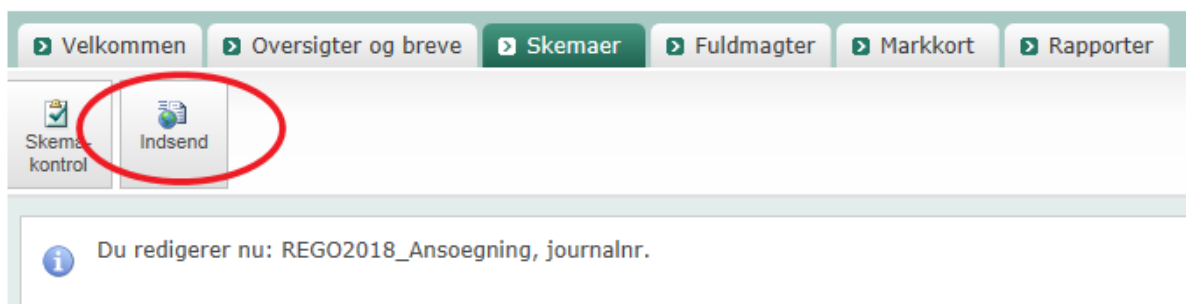 Velkommen Oversigter og breve Skemaer Fuldmagter Markkort Rapporter
Skema-
kontrol
Indsend
Du redigerer nu: REGO2018_Ansoegning, journalnr.